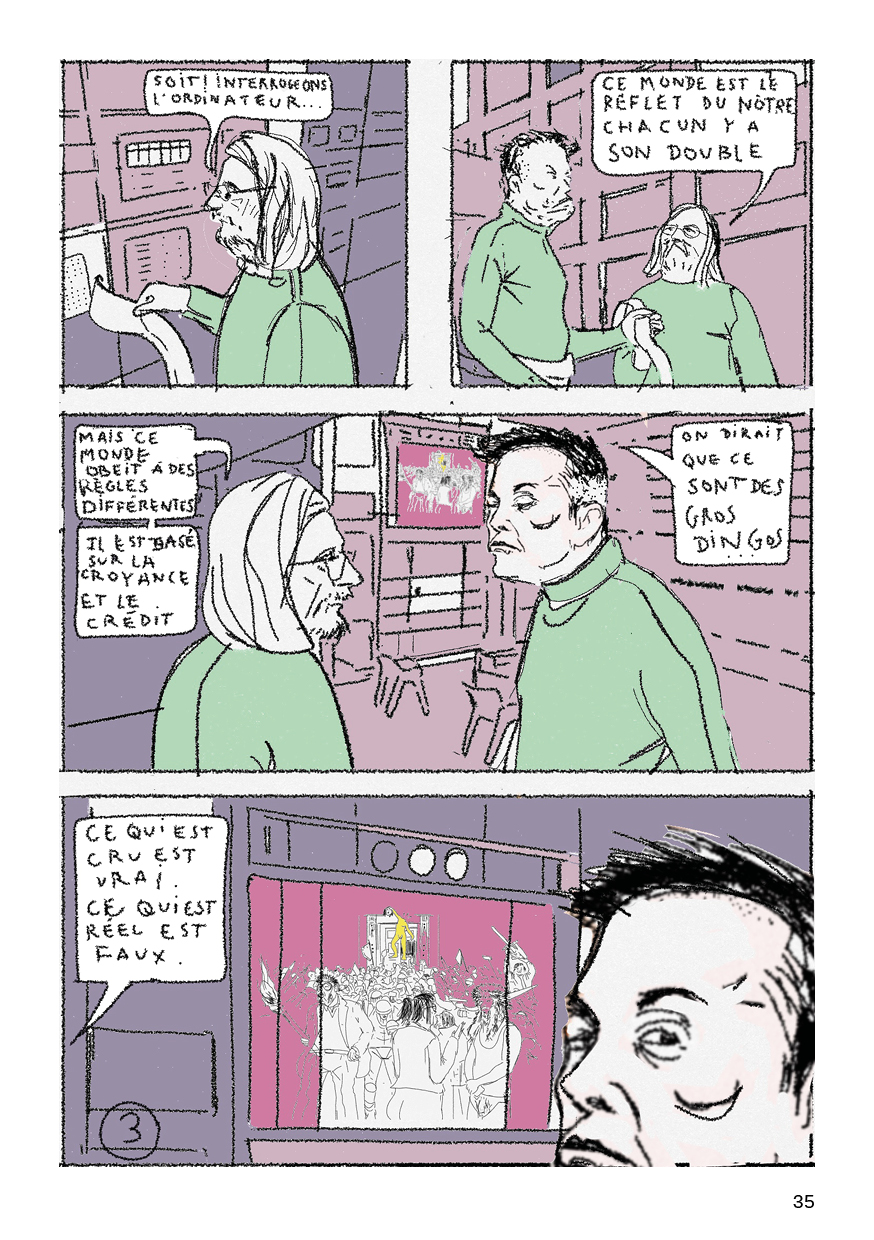 SOIT! INTERROGEONS
L'ORDINATEUR...
CE MONDE EST LE
RÉFLET DU NÔTRE
CHACUN Y A
SON DOUBLE
MAIS CE
MONDE
OBEIT À DES
RÈGLES
DIFFÉRENTES
IL EST BASÉ
SUR LA
CROYANCE
ET LE
CRÉDIT
ON DIRAIT
QUE CE
SONT DES
GROS
DINGOS
CE QU'EST
CRU EST
VRAI.
CE QUI EST
RÉEL EST
FAUX.
3
35